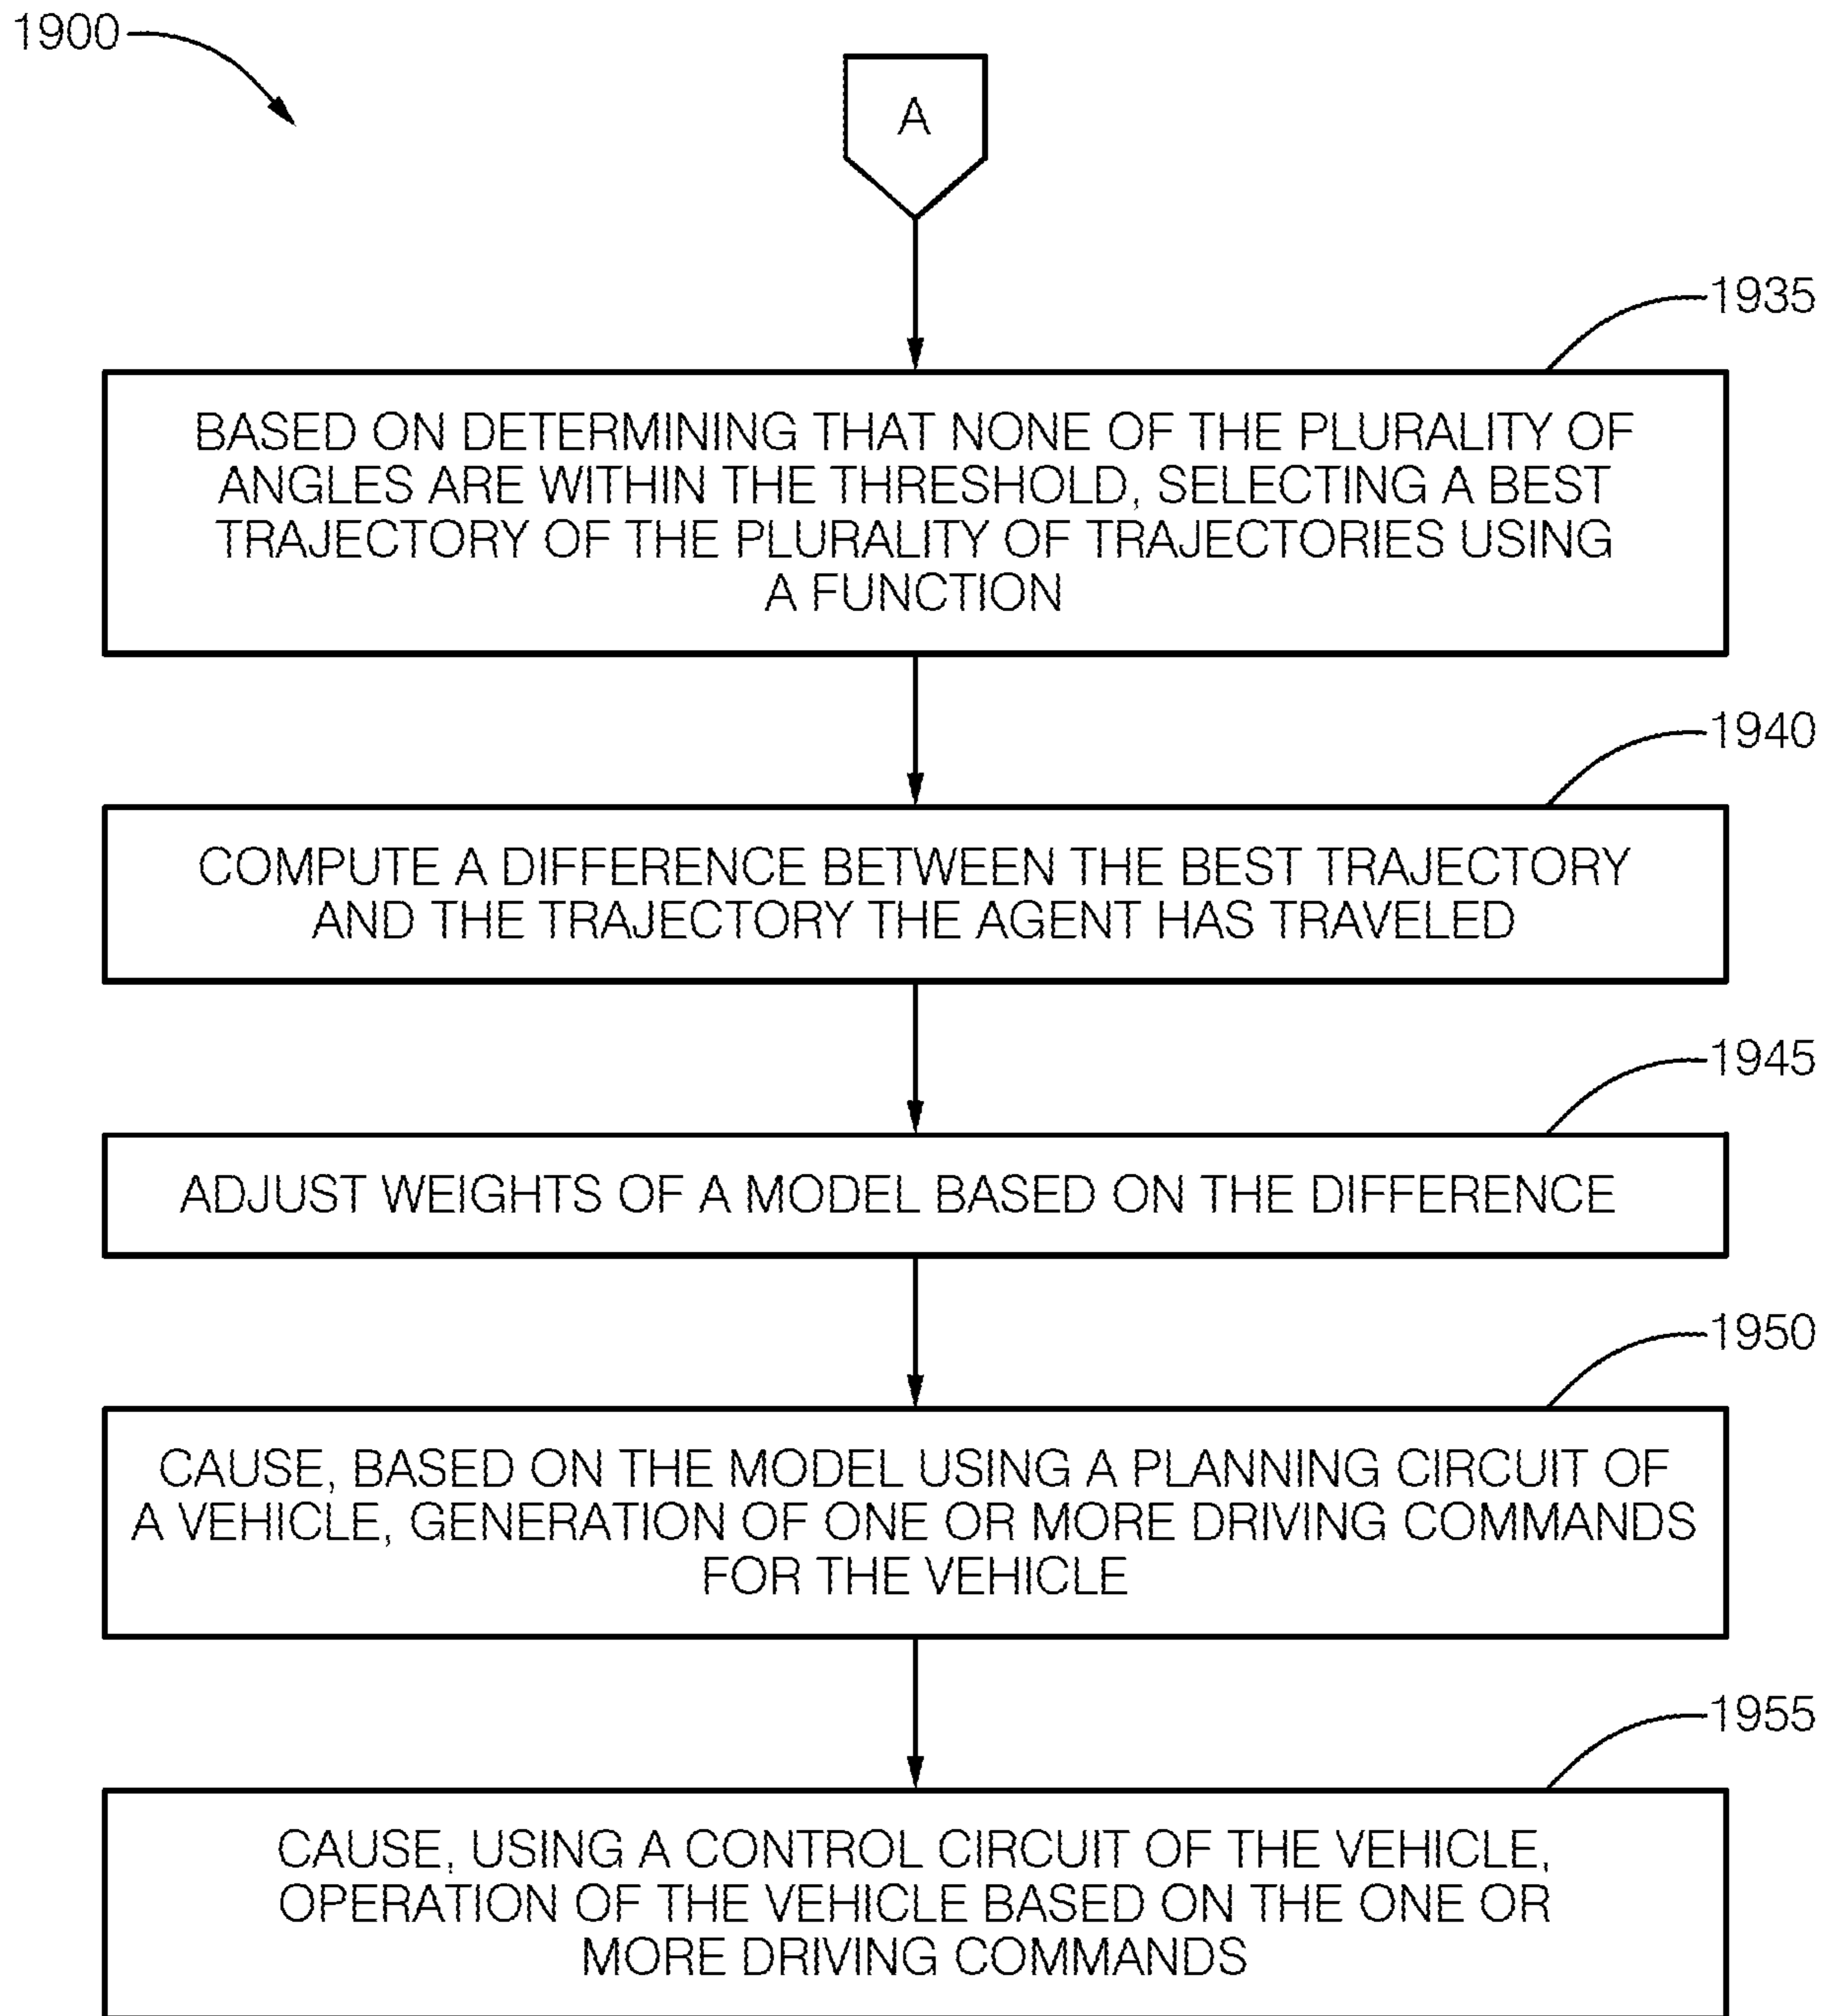 1900
A
1935
BASED ON DETERMINING THAT NONE OF THE PLURALITY OF
ANGLES ARE WITHIN THE THRESHOLD, SELECTING A BEST
TRAJECTORY OF THE PLURALITY OF TRAJECTORIES USING
A FUNCTION
1940
COMPUTE A DIFFERENCE BETWEEN THE BEST TRAJECTORY
AND THE TRAJECTORY THE AGENT HAS TRAVELED
1945
ADJUST WEIGHTS OF A MODEL BASED ON THE DIFFERENCE
1950
CAUSE, BASED ON THE MODEL USING A PLANNING CIRCUIT OF
A VEHICLE, GENERATION OF ONE OR MORE DRIVING COMMANDS
FOR THE VEHICLE
1955
CAUSE, USING A CONTROL CIRCUIT OF THE VEHICLE,
OPERATION OF THE VEHICLE BASED ON THE ONE OR
MORE DRIVING COMMANDS